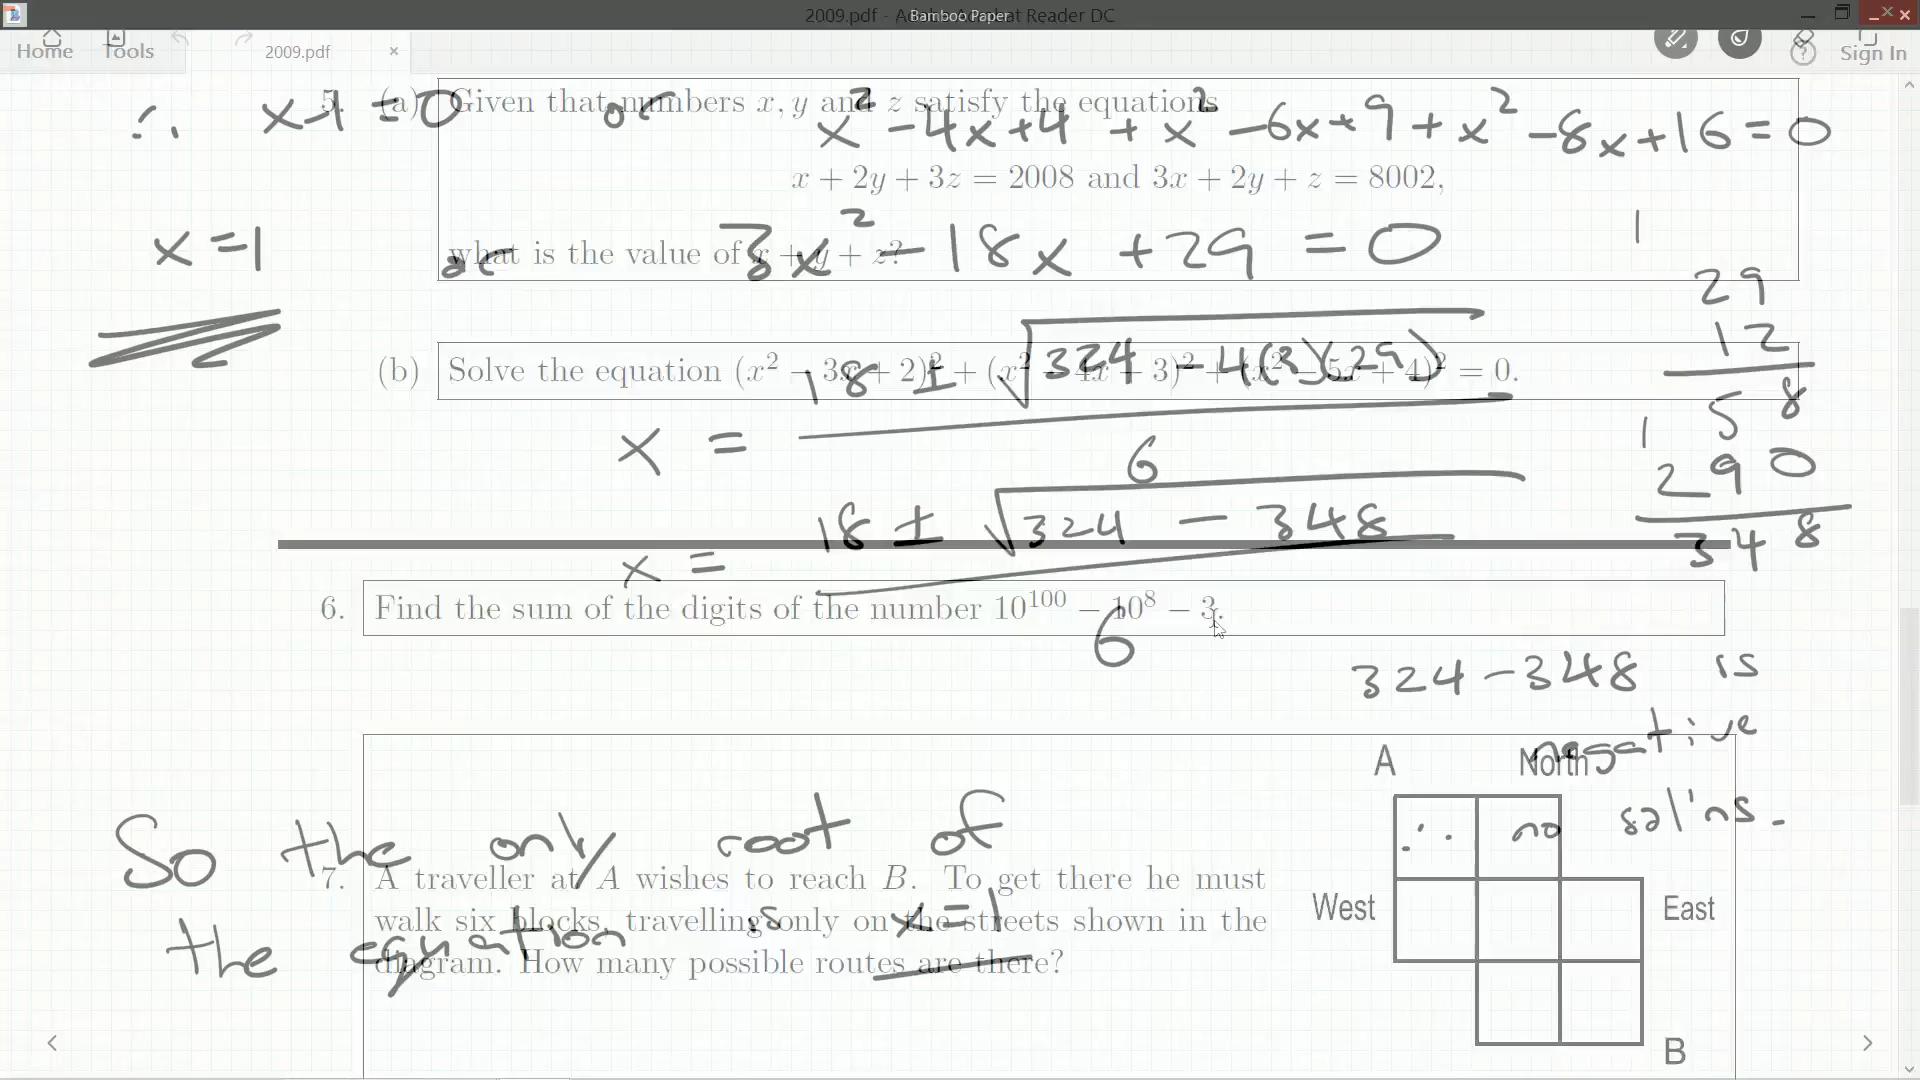 2009.pdf - Adobe Acrobat Reader DC
Bamboo Paper
Home Tools 2009.pdf × Sign In
5. (a) Given that numbers x, y and z satisfy the equations
x + 2y + 3z = 2008 and 3x + 2y + z = 8002,
what is the value of x + y + z?
(b) Solve the equation (x² − 3x + 2)² + (x² − 4x + 3)² + (x² − 5x + 4)² = 0.
6. Find the sum of the digits of the number 10¹⁰⁰ − 10⁸ − 3.
7. A traveller at A wishes to reach B. To get there he must
walk six blocks, travelling only on the streets shown in the
diagram. How many possible routes are there?
A North
West East
B
∴ x-1 = 0 or x² - 4x + 4 + x² - 6x + 9 + x² - 8x + 16 = 0
x = 1 or 3x² - 18x + 29 = 0
x = 18 ± √324 - 4(3)(29) / 6
x = 18 ± √324 - 348 / 6
1
29
12
58
1
290
348
324 - 348 is
negative
∴ no sol'ns.
So the only root of
the equation is x = 1